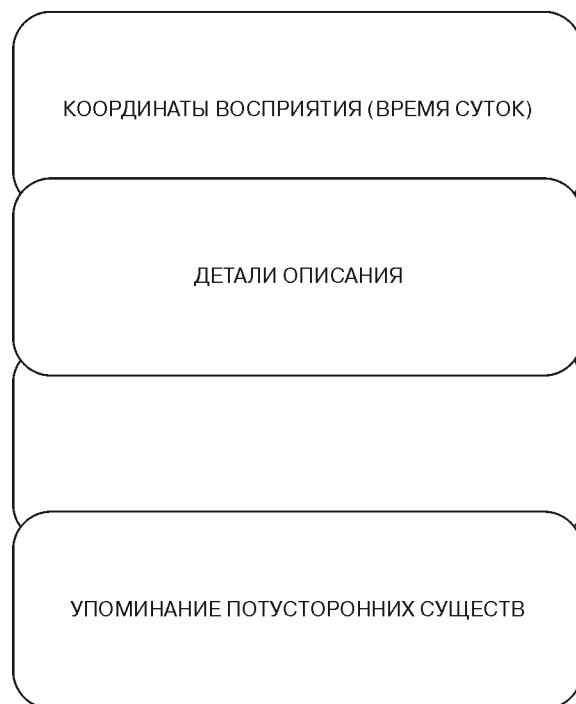 КООРДИНАТЫ ВОСПРИЯТИЯ (ВРЕМЯ СУТОК)
ДЕТАЛИ ОПИСАНИЯ
УПОМИНАНИЕ ПОТУСТОРОННИХ СУЩЕСТВ